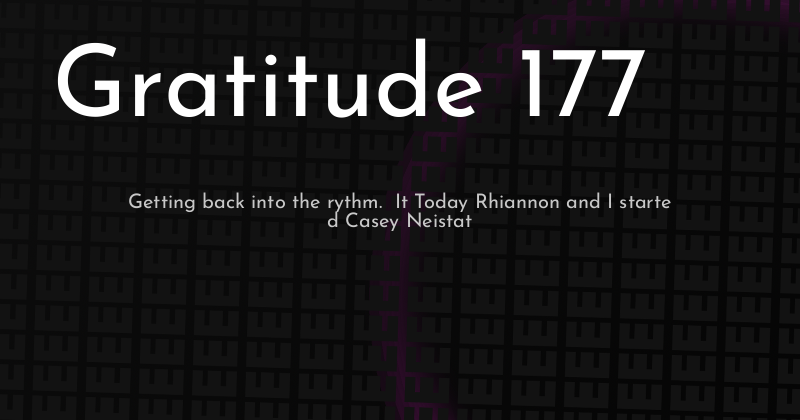 Gratitude 177
Getting back into the rythm.  It Today Rhiannon and I starte
d Casey Neistat